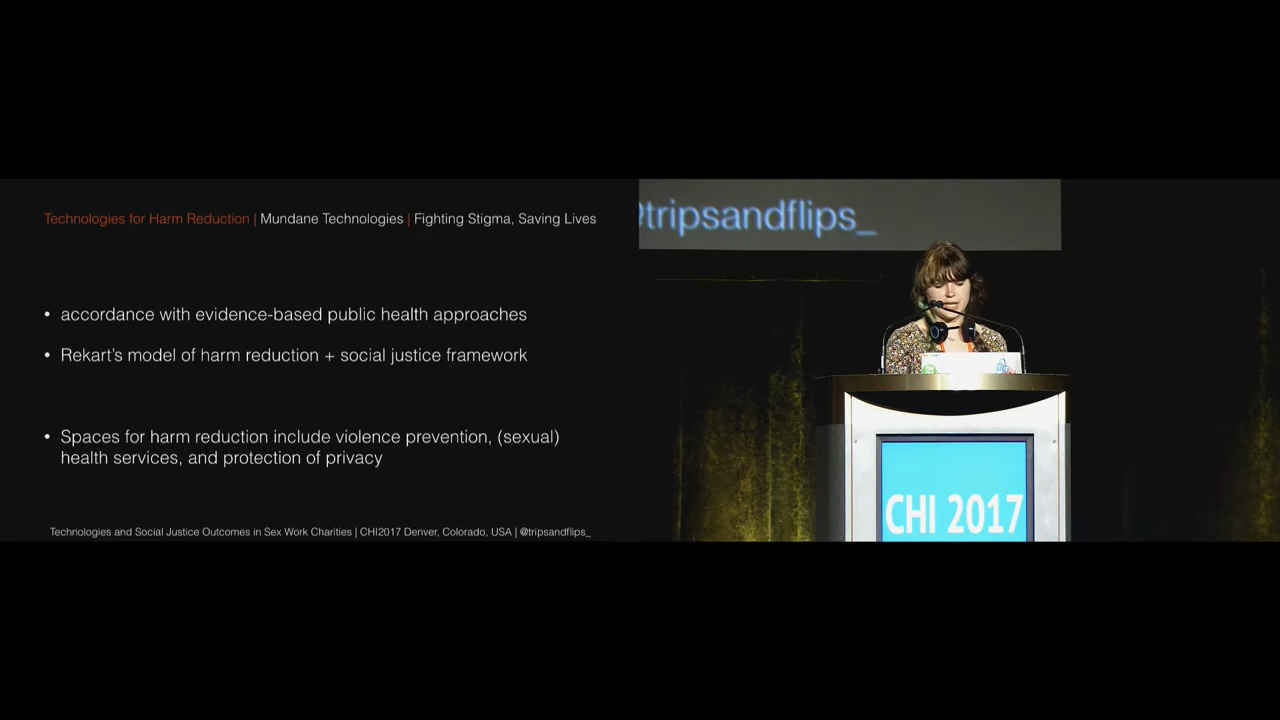 Technologies for Harm Reduction | Mundane Technologies | Fighting Stigma, Saving Lives
• accordance with evidence-based public health approaches
• Rekart's model of harm reduction + social justice framework
• Spaces for harm reduction include violence prevention, (sexual)
health services, and protection of privacy
Technologies and Social Justice Outcomes in Sex Work Charities | CHI2017 Denver, Colorado, USA | @tripsandflips_
@tripsandflips_
CHI 2017